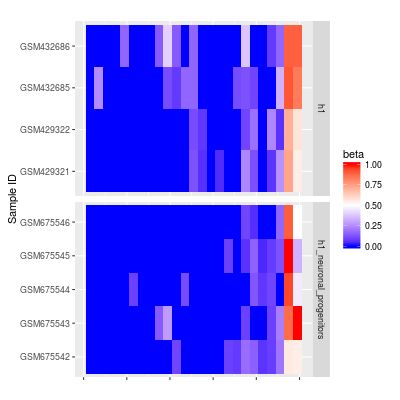 GSM432686
GSM432685
GSM429322
GSM429321
h1
GSM675546
GSM675545
GSM675544
GSM675543
GSM675542
h1_neuronal_progenitors
Sample ID
beta
1.00
0.75
0.50
0.25
0.00